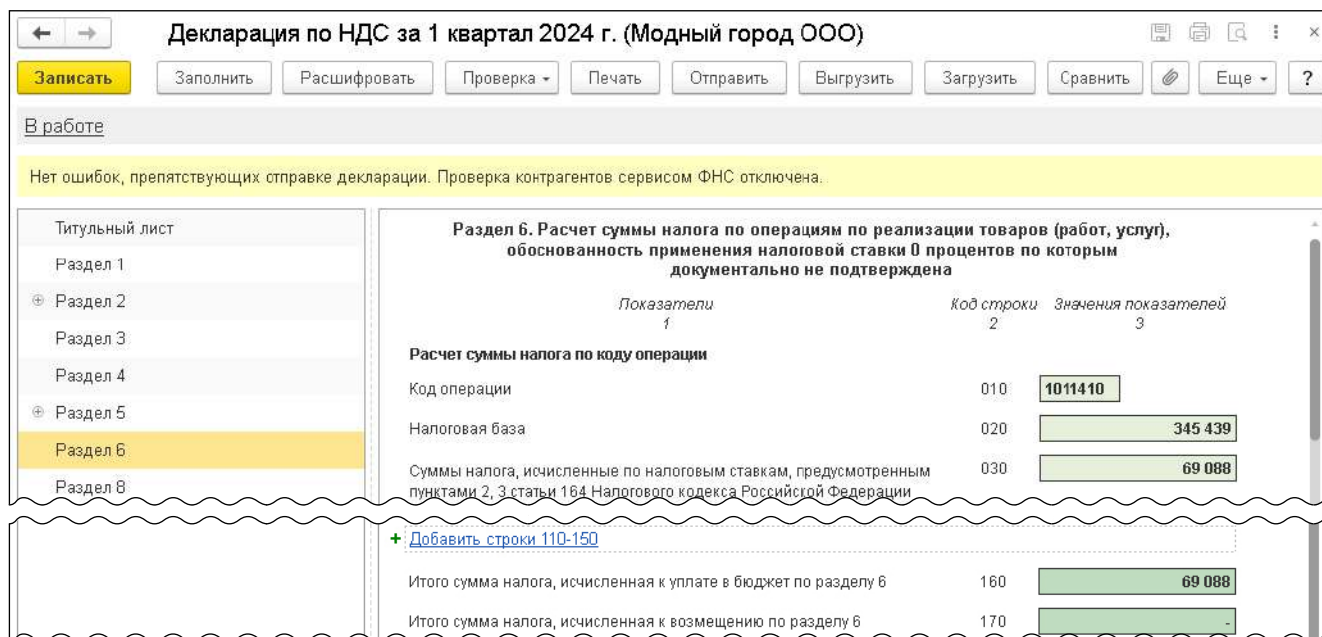 Декларация по НДС за 1 квартал 2024 г. (Модный город ООО)
Записать Заполнить Расшифровать Проверка Печать Отправить Выгрузить Загрузить Сравнить Еще ?
В работе
Нет ошибок, препятствующих отправке декларации. Проверка контрагентов сервисом ФНС отключена.
Титульный лист
Раздел 1
Раздел 2
Раздел 3
Раздел 4
Раздел 5
Раздел 6
Раздел 8
Раздел 6. Расчет суммы налога по операциям по реализации товаров (работ, услуг),
обоснованность применения налоговой ставки 0 процентов по которым
документально не подтверждена
Показатели Код строки Значения показателей
1 2 3
Расчет суммы налога по коду операции
Код операции 010 1011410
Налоговая база 020 345 439
Суммы налога, исчисленные по налоговым ставкам, предусмотренным 030 69 088
пунктами 2, 3 статьи 164 Налогового кодекса Российской Федерации
+ Добавить строки 110-150
Итого сумма налога, исчисленная к уплате в бюджет по разделу 6 160 69 088
Итого сумма налога, исчисленная к возмещению по разделу 6 170 -